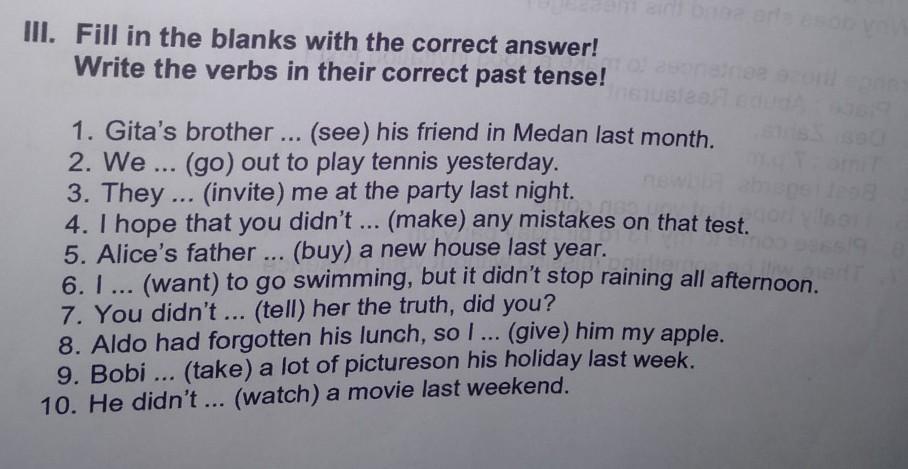 III. Fill in the blanks with the correct answer!
Write the verbs in their correct past tense!
1. Gita's brother ... (see) his friend in Medan last month.
2. We ... (go) out to play tennis yesterday.
3. They ... (invite) me at the party last night.
4. I hope that you didn't ... (make) any mistakes on that test.
5. Alice's father ... (buy) a new house last year
6. I ... (want) to go swimming, but it didn't stop raining all afternoon.
7. You didn't ... (tell) her the truth, did you?
8. Aldo had forgotten his lunch, so I ... (give) him my apple.
9. Bobi ... (take) a lot of pictureson his holiday last week.
10. He didn't ... (watch) a movie last weekend.